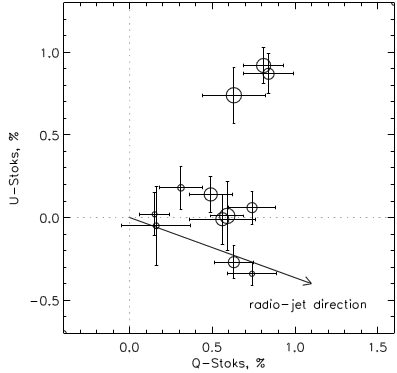 1.0
0.5
0.0
−0.5
U−Stoks, %
radio−jet direction
0.0 0.5 1.0 1.5
Q−Stoks, %